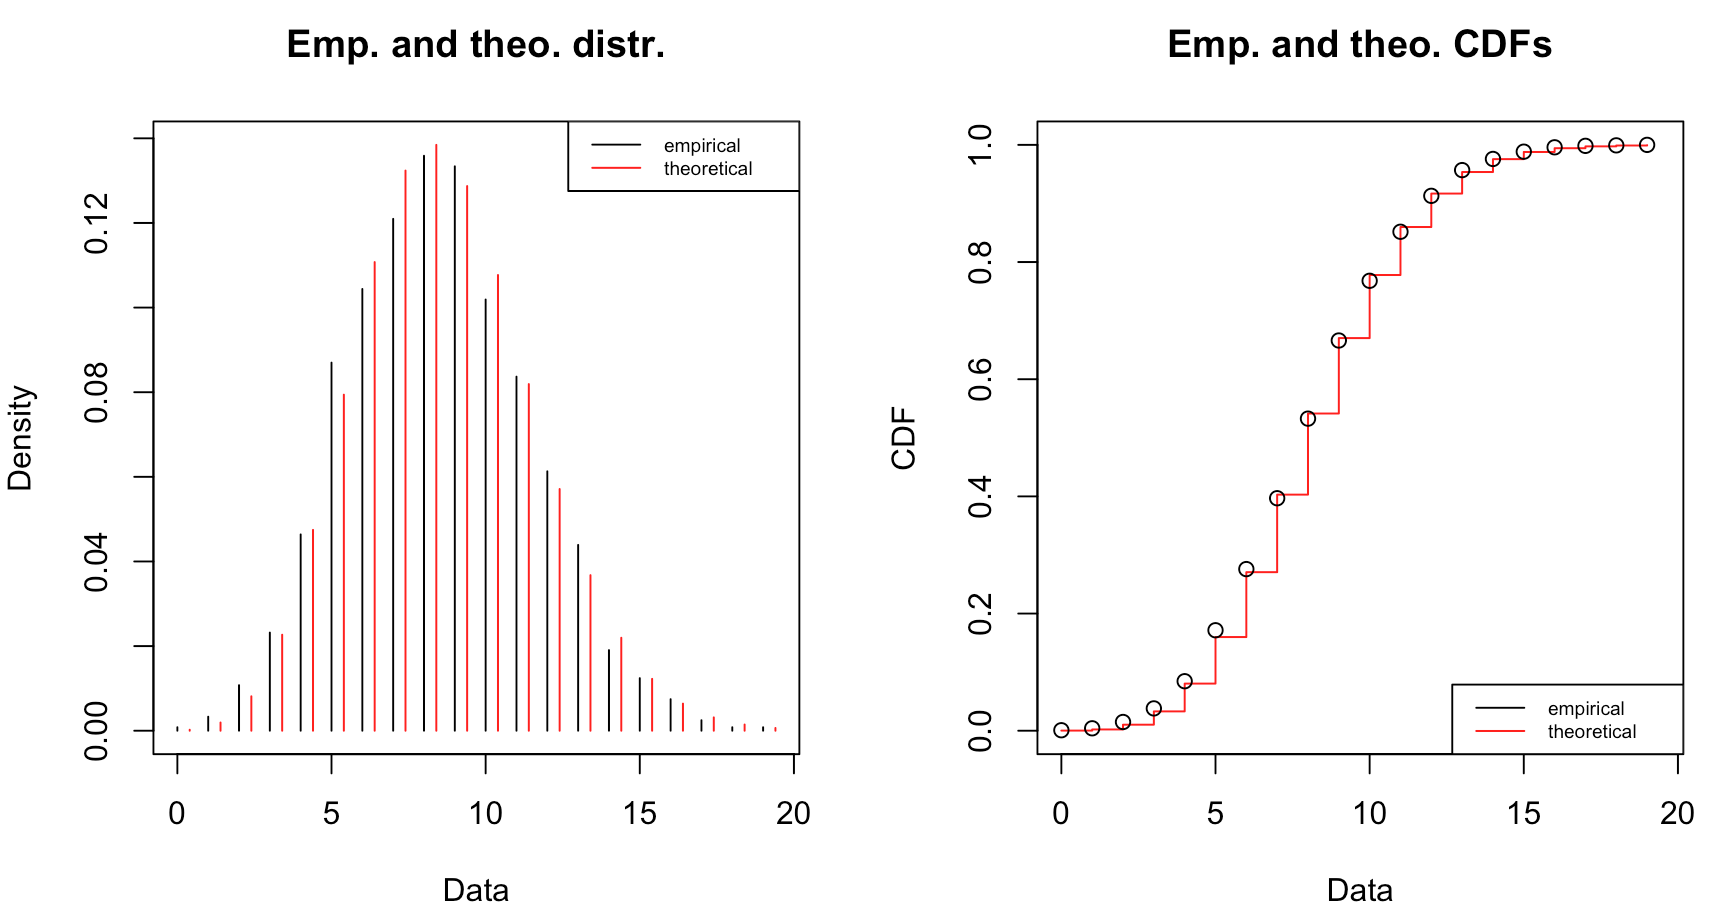 Emp. and theo. distr.
empirical
theoretical
Density
0.00
0.04
0.08
0.12
0
5
10
15
20
Data
Emp. and theo. CDFs
CDF
0.0
0.2
0.4
0.6
0.8
1.0
empirical
theoretical
0
5
10
15
20
Data